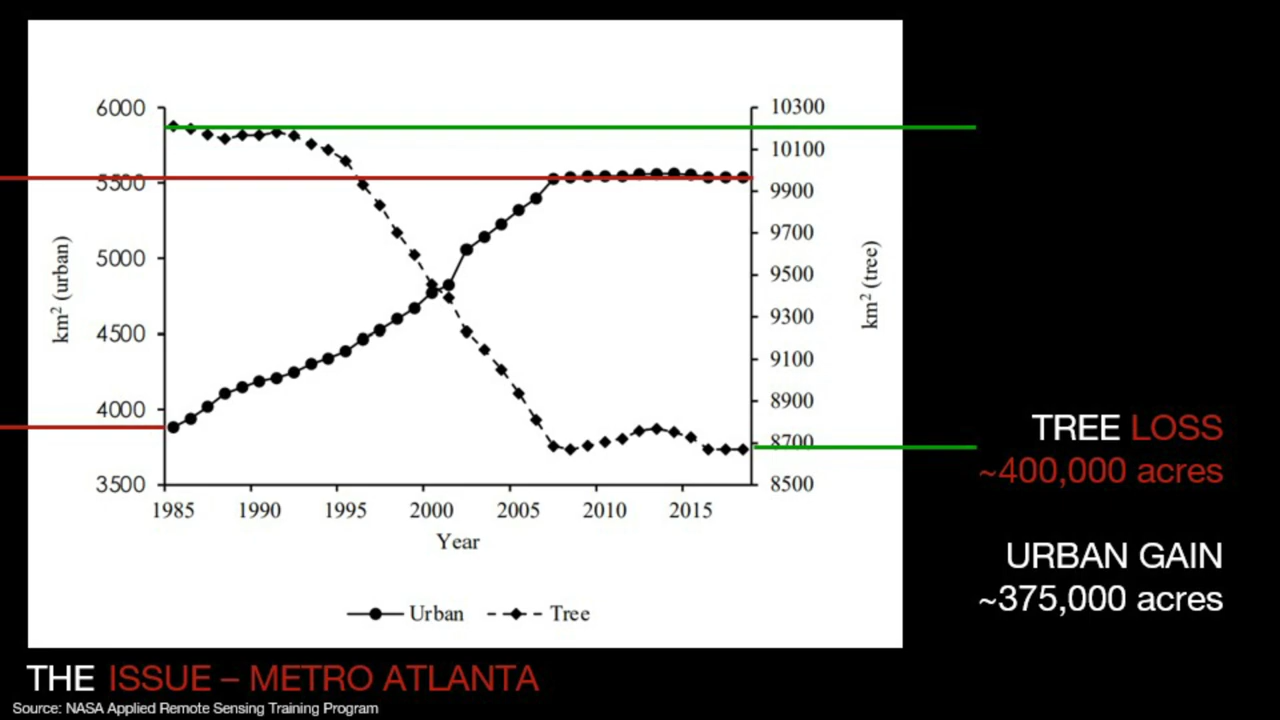 6000
5500
5000
4500
4000
3500
km² (urban)
10300
10100
9900
9700
9500
9300
9100
8900
8700
8500
km² (tree)
1985 1990 1995 2000 2005 2010 2015
Year
Urban Tree
TREE LOSS
~400,000 acres
URBAN GAIN
~375,000 acres
THE ISSUE – METRO ATLANTA
Source: NASA Applied Remote Sensing Training Program